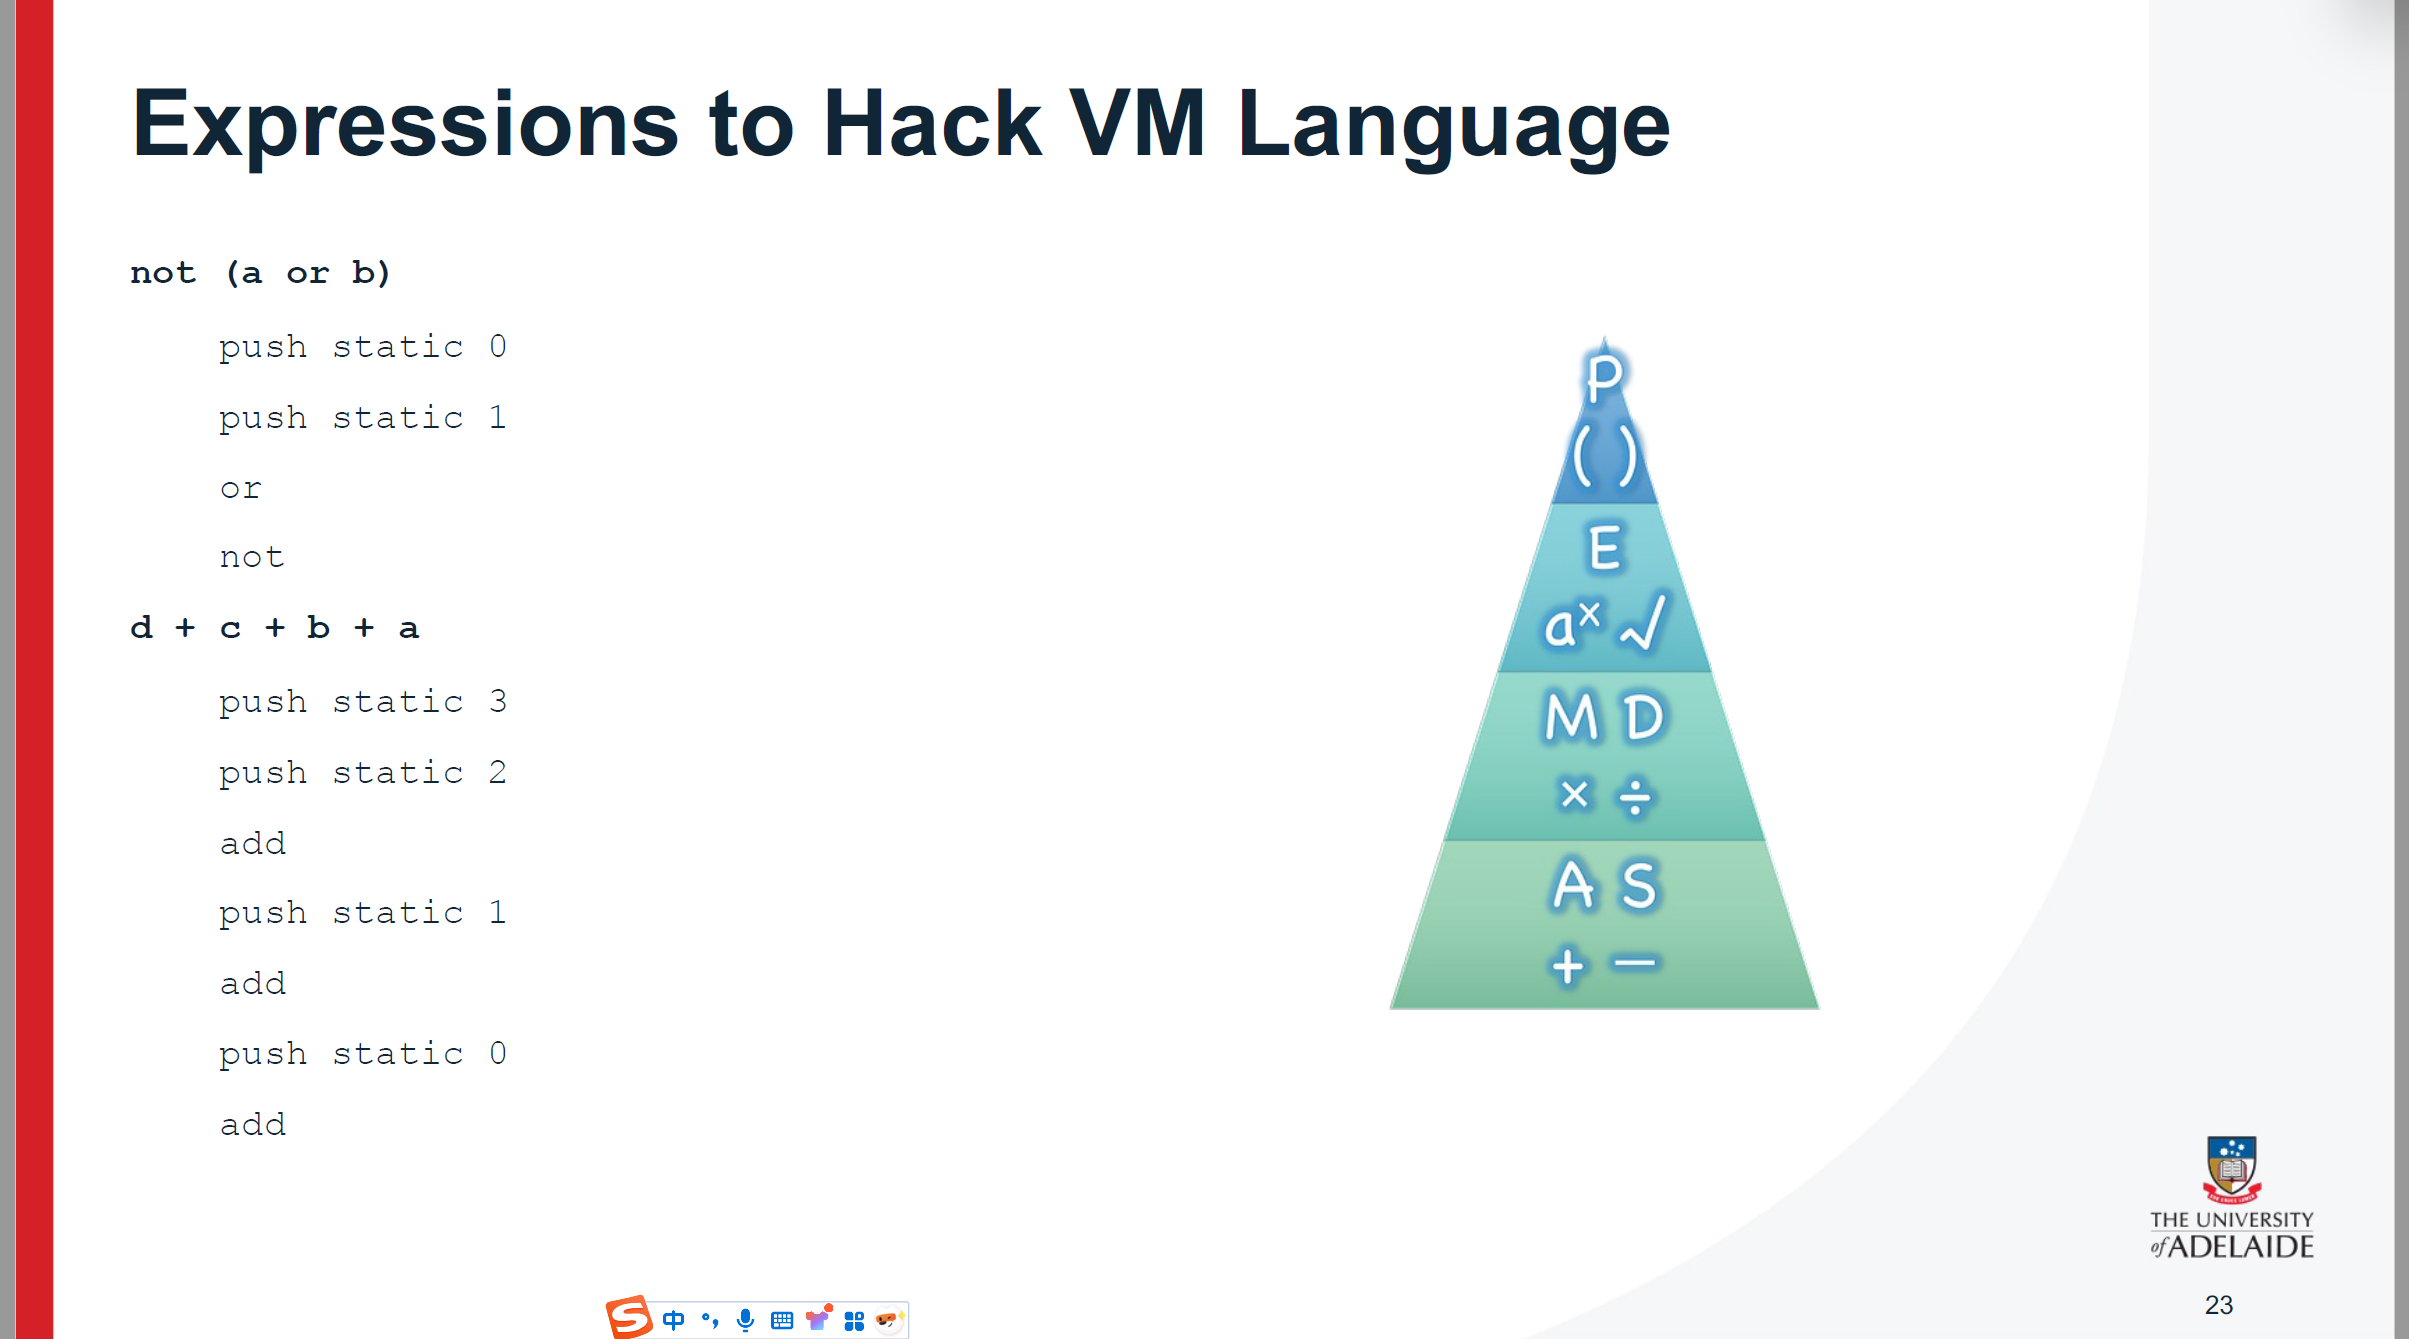 Expressions to Hack VM Language
not (a or b)
push static 0
push static 1
or
not
d + c + b + a
push static 3
push static 2
add
push static 1
add
push static 0
add
P
( )
E
aˣ √
M D
× ÷
A S
+ −
THE UNIVERSITY
of ADELAIDE
23
S 中 °,